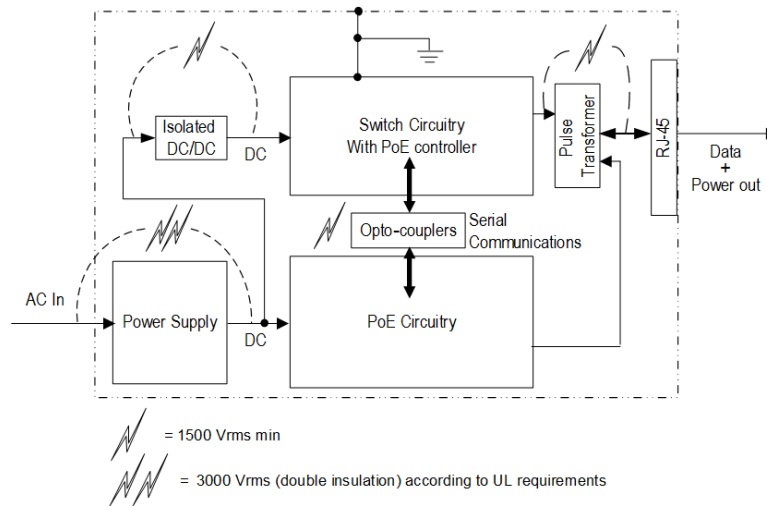 Isolated
DC/DC
DC
Switch Circuitry
With PoE controller
Pulse
Transformer
RJ-45
Data
+
Power out
Opto-couplers
Serial
Communications
AC In
Power Supply
DC
PoE Circuitry
= 1500 Vrms min
= 3000 Vrms (double insulation) according to UL requirements